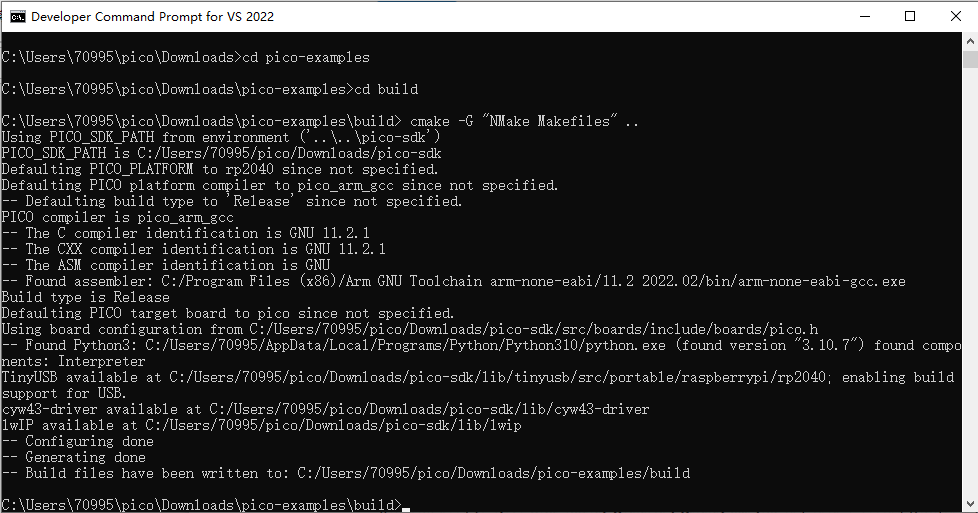 Developer Command Prompt for VS 2022
C:\Users\70995\pico\Downloads>cd pico-examples
C:\Users\70995\pico\Downloads\pico-examples>cd build
C:\Users\70995\pico\Downloads\pico-examples\build> cmake -G "NMake Makefiles" ..
Using PICO_SDK_PATH from environment ('..\..\pico-sdk')
PICO_SDK_PATH is C:/Users/70995/pico/Downloads/pico-sdk
Defaulting PICO_PLATFORM to rp2040 since not specified.
Defaulting PICO platform compiler to pico_arm_gcc since not specified.
-- Defaulting build type to 'Release' since not specified.
PICO compiler is pico_arm_gcc
-- The C compiler identification is GNU 11.2.1
-- The CXX compiler identification is GNU 11.2.1
-- The ASM compiler identification is GNU
-- Found assembler: C:/Program Files (x86)/Arm GNU Toolchain arm-none-eabi/11.2 2022.02/bin/arm-none-eabi-gcc.exe
Build type is Release
Defaulting PICO target board to pico since not specified.
Using board configuration from C:/Users/70995/pico/Downloads/pico-sdk/src/boards/include/boards/pico.h
-- Found Python3: C:/Users/70995/AppData/Local/Programs/Python/Python310/python.exe (found version "3.10.7") found compo
nents: Interpreter
TinyUSB available at C:/Users/70995/pico/Downloads/pico-sdk/lib/tinyusb/src/portable/raspberrypi/rp2040; enabling build
support for USB.
cyw43-driver available at C:/Users/70995/pico/Downloads/pico-sdk/lib/cyw43-driver
lwIP available at C:/Users/70995/pico/Downloads/pico-sdk/lib/lwip
-- Configuring done
-- Generating done
-- Build files have been written to: C:/Users/70995/pico/Downloads/pico-examples/build
C:\Users\70995\pico\Downloads\pico-examples\build>